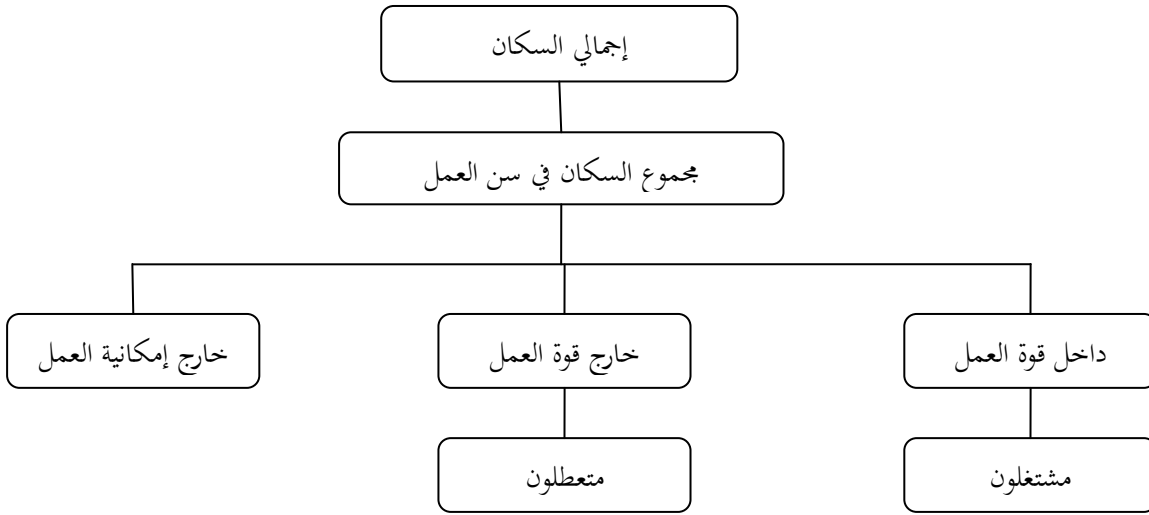 إجمالي السكان
مجموع السكان في سن العمل
داخل قوة العمل
خارج قوة العمل
خارج إمكانية العمل
مشتغلون
متعطلون